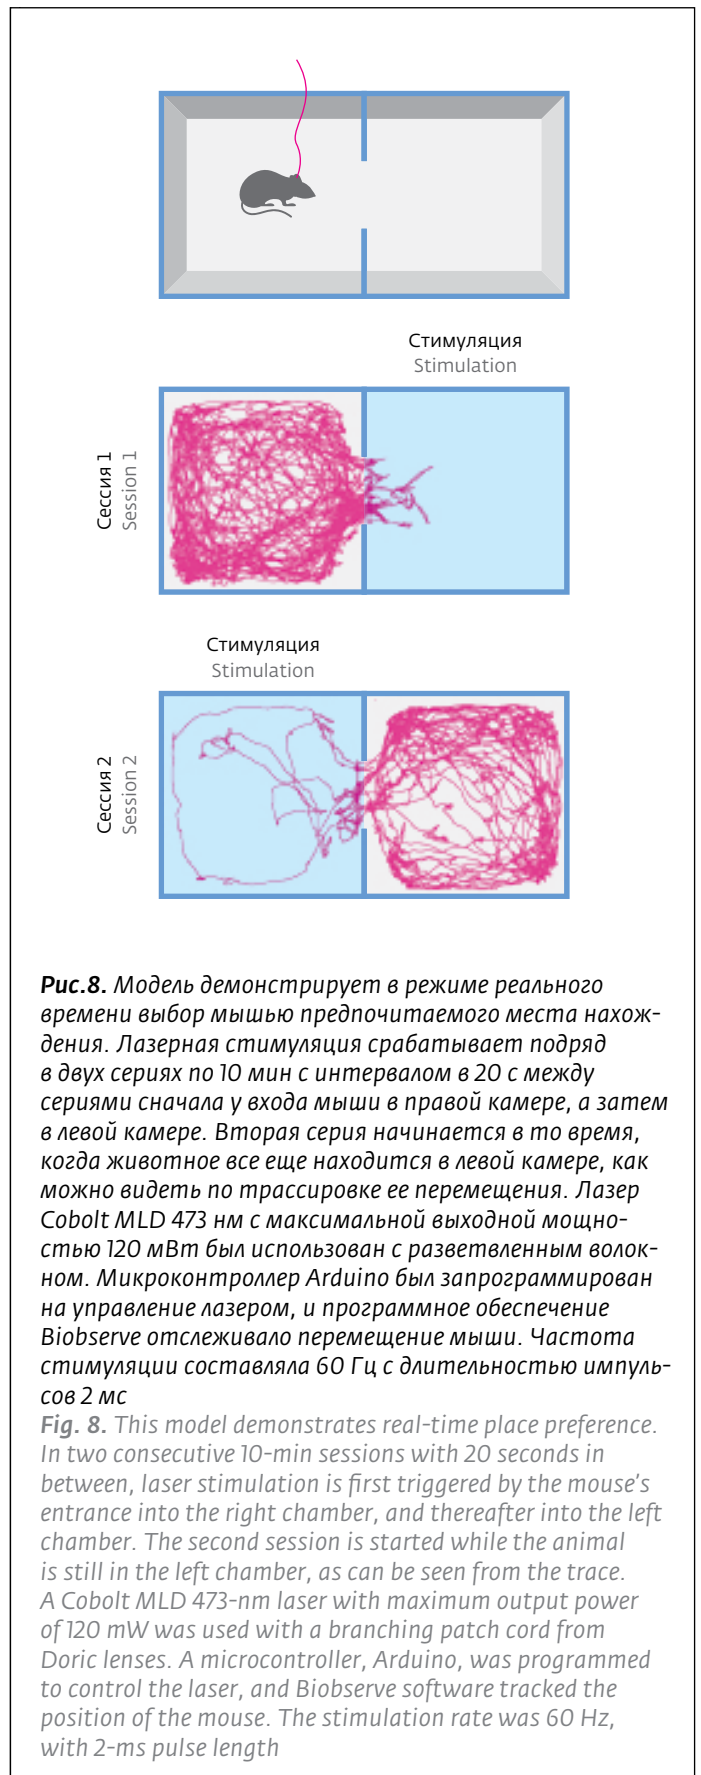 Стимуляция
Stimulation
Сессия 1
Session 1
Стимуляция
Stimulation
Сессия 2
Session 2
Рис.8. Модель демонстрирует в режиме реального
времени выбор мышью предпочитаемого места нахож-
дения. Лазерная стимуляция срабатывает подряд
в двух сериях по 10 мин с интервалом в 20 с между
сериями сначала у входа мыши в правой камере, а затем
в левой камере. Вторая серия начинается в то время,
когда животное все еще находится в левой камере, как
можно видеть по трассировке ее перемещения. Лазер
Cobolt MLD 473 нм с максимальной выходной мощно-
стью 120 мВт был использован с разветвленным волок-
ном. Микроконтроллер Arduino был запрограммирован
на управление лазером, и программное обеспечение
Biobserve отслеживало перемещение мыши. Частота
стимуляции составляла 60 Гц с длительностью импуль-
сов 2 мс
Fig. 8. This model demonstrates real-time place preference.
In two consecutive 10-min sessions with 20 seconds in
between, laser stimulation is first triggered by the mouse's
entrance into the right chamber, and thereafter into the left
chamber. The second session is started while the animal
is still in the left chamber, as can be seen from the trace.
A Cobolt MLD 473-nm laser with maximum output power
of 120 mW was used with a branching patch cord from
Doric lenses. A microcontroller, Arduino, was programmed
to control the laser, and Biobserve software tracked the
position of the mouse. The stimulation rate was 60 Hz,
with 2-ms pulse length